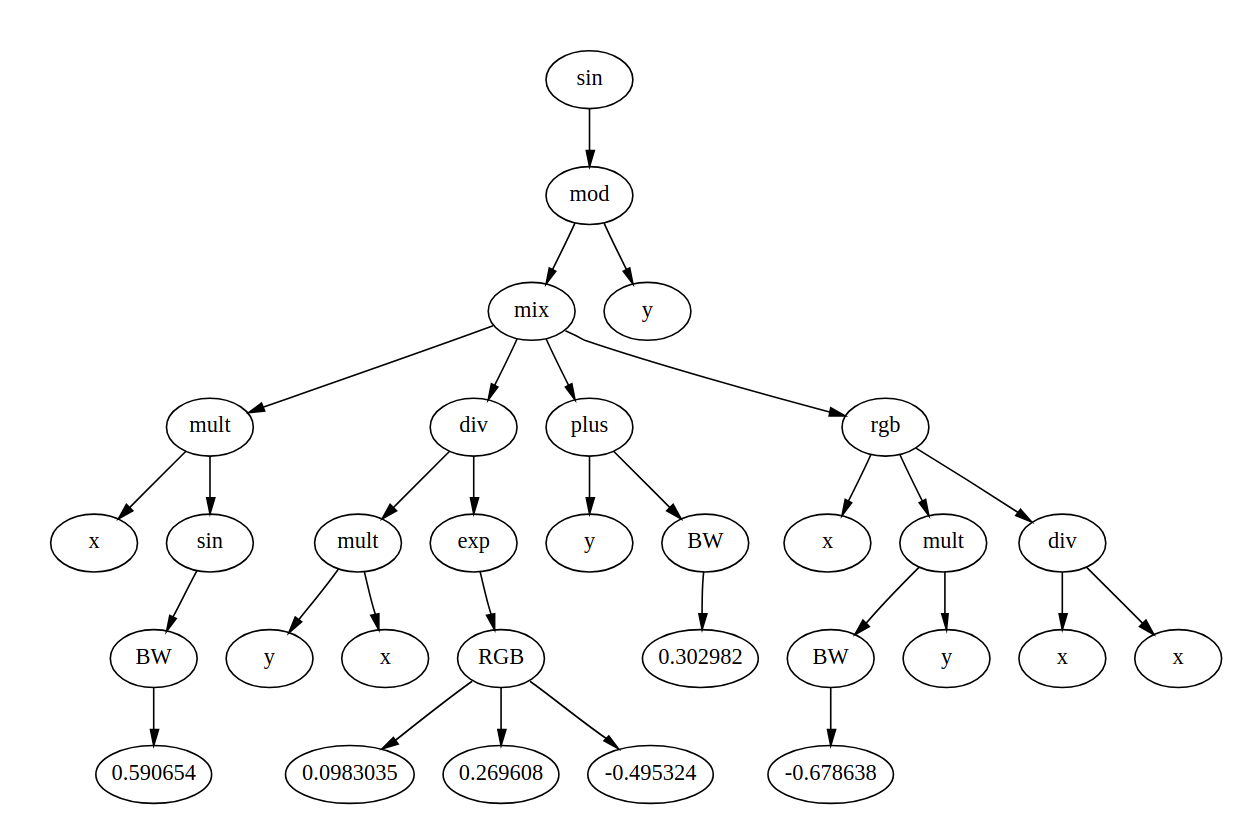 sin
mod
mix
y
mult
div
plus
rgb
x
sin
mult
exp
y
BW
x
mult
div
BW
y
x
RGB
0.302982
BW
y
x
x
0.590654
0.0983035
0.269608
-0.495324
-0.678638